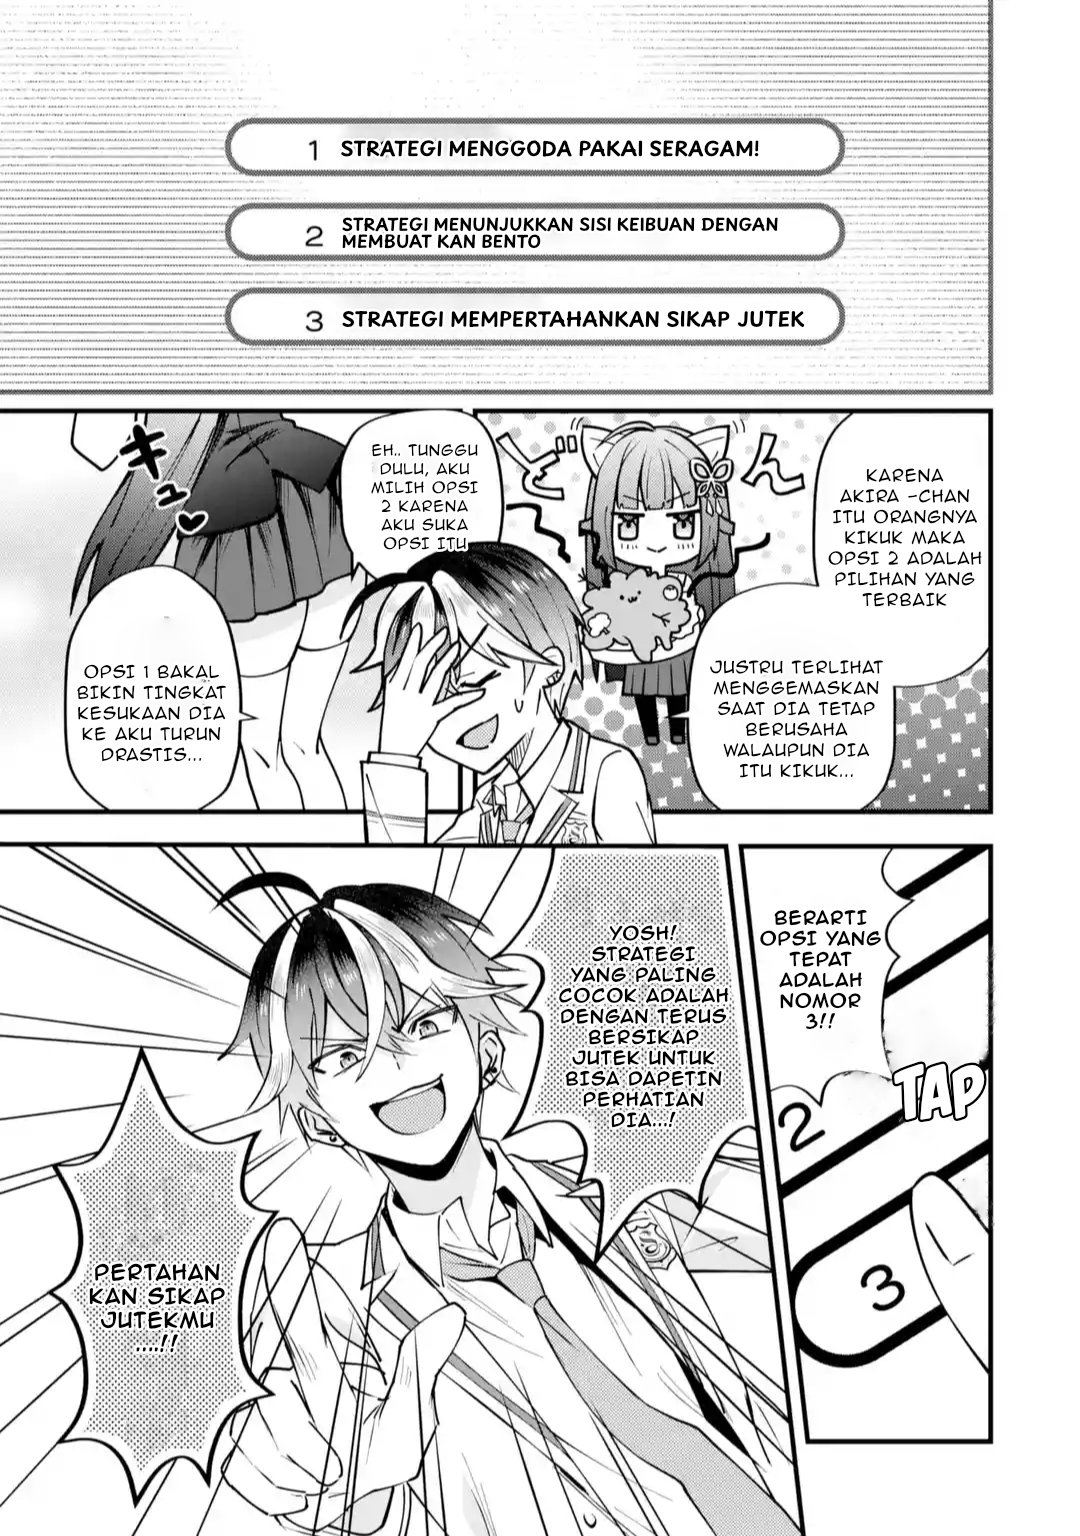 1 STRATEGI MENGGODA PAKAI SERAGAM!
2 STRATEGI MENUNJUKKAN SISI KEIBUAN DENGAN
MEMBUAT KAN BENTO
3 STRATEGI MEMPERTAHANKAN SIKAP JUTEK
KARENA
AKIRA -CHAN
ITU ORANGNYA
KIKUK MAKA
OPSI 2 ADALAH
PILIHAN YANG
TERBAIK
どん
JUSTRU TERLIHAT
MENGGEMASKAN
SAAT DIA TETAP
BERUSAHA
WALAUPUN DIA
ITU KIKUK...
EH.. TUNGGU
DULU, AKU
MILIH OPSI
2 KARENA
AKU SUKA
OPSI ITU
キュ♥
OPSI 1 BAKAL
BIKIN TINGKAT
KESUKAAN DIA
KE AKU TURUN
DRASTIS...
BERARTI
OPSI YANG
TEPAT
ADALAH
NOMOR
3!!
TAP
2
3
YOSH!
STRATEGI
YANG PALING
COCOK ADALAH
DENGAN TERUS
BERSIKAP
JUTEK UNTUK
BISA DAPETIN
PERHATIAN
DIA...!
PERTAHAN
KAN SIKAP
JUTEKMU
....!!